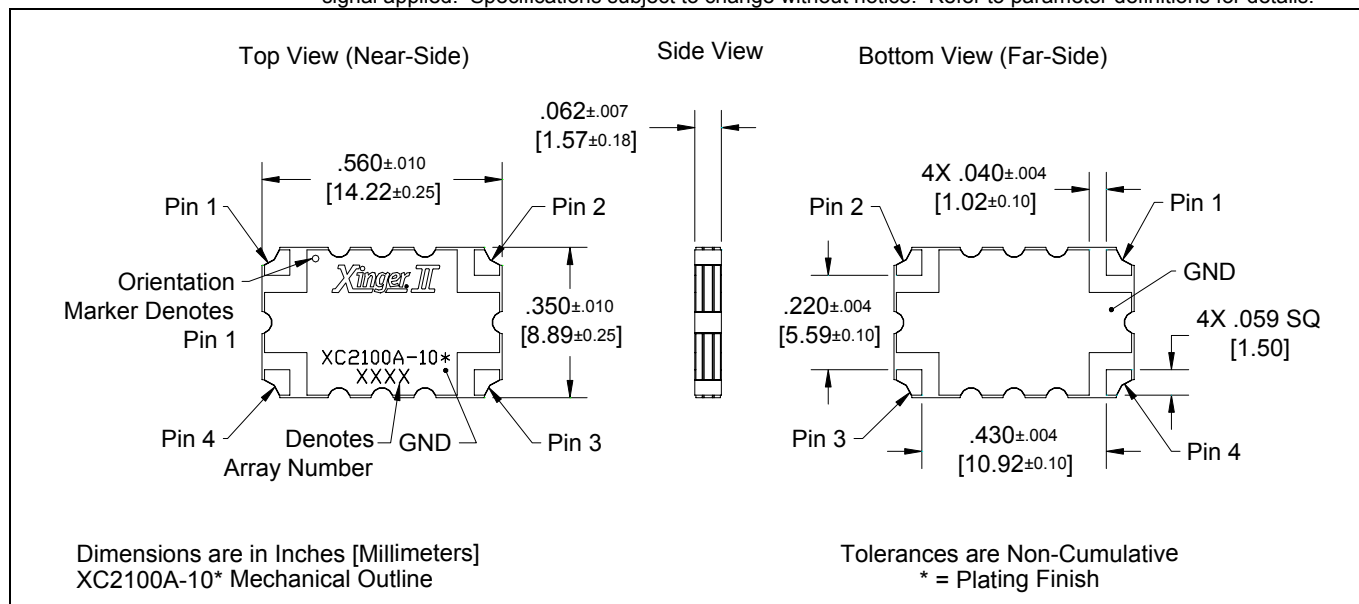 signal applied. Specifications subject to change without notice. Refer to parameter definitions for details.
Top View (Near-Side)
Side View
Bottom View (Far-Side)
.062±.007
[1.57±0.18]
.560±.010
[14.22±0.25]
4X .040±.004
[1.02±0.10]
Pin 1
Pin 2
Pin 2
Pin 1
Orientation
Marker Denotes
Pin 1
Xinger II
GND
.350±.010
[8.89±0.25]
.220±.004
[5.59±0.10]
4X .059 SQ
[1.50]
XC2100A-10*
XXXX
Pin 4
Denotes
Array Number
GND
Pin 3
Pin 3
.430±.004
[10.92±0.10]
Pin 4
Dimensions are in Inches [Millimeters]
XC2100A-10* Mechanical Outline
Tolerances are Non-Cumulative
* = Plating Finish